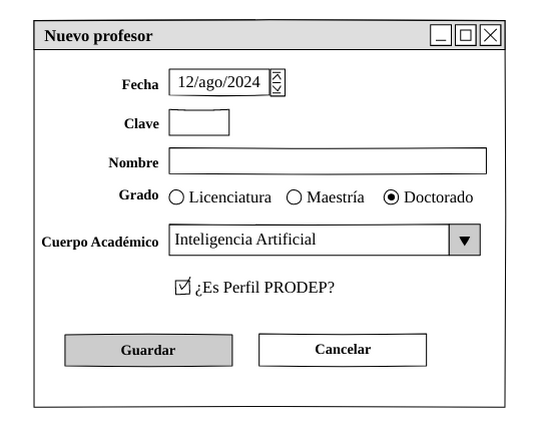 Nuevo profesor
Fecha 12/ago/2024
Clave
Nombre
Grado Licenciatura Maestría Doctorado
Cuerpo Académico Inteligencia Artificial
¿Es Perfil PRODEP?
Guardar Cancelar